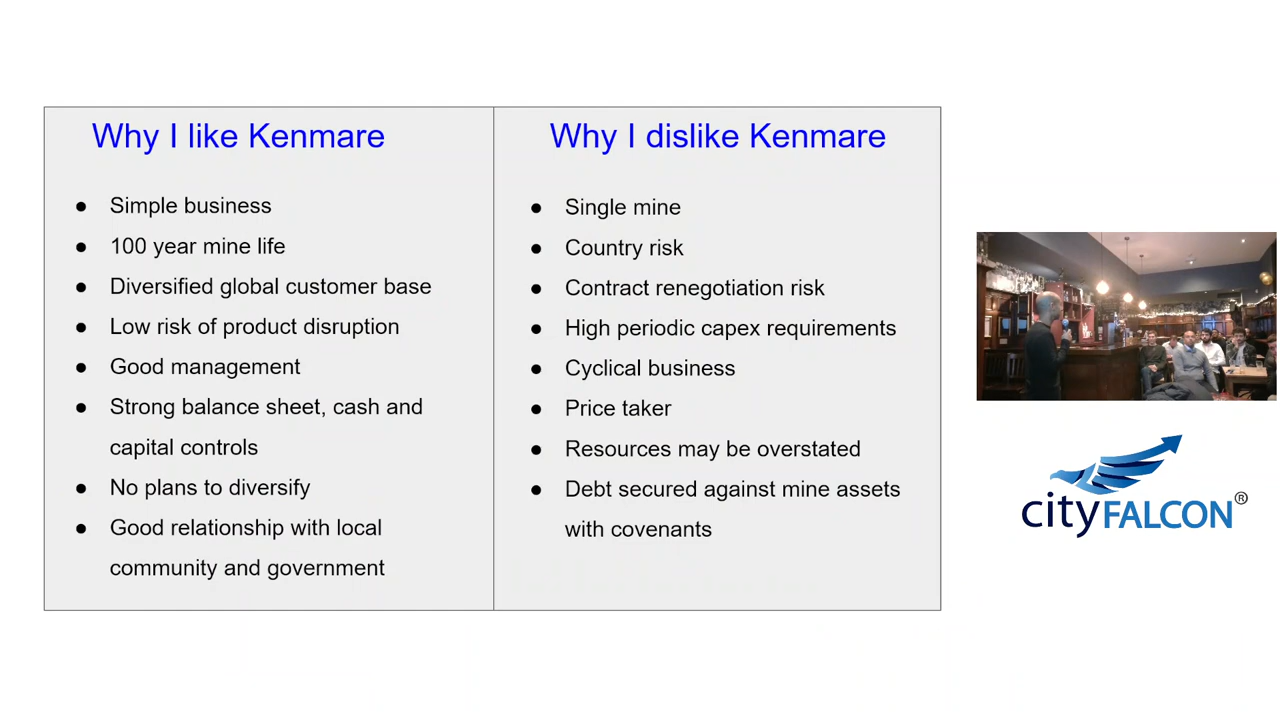 Why I like Kenmare
● Simple business
● 100 year mine life
● Diversified global customer base
● Low risk of product disruption
● Good management
● Strong balance sheet, cash and
capital controls
● No plans to diversify
● Good relationship with local
community and government
Why I dislike Kenmare
● Single mine
● Country risk
● Contract renegotiation risk
● High periodic capex requirements
● Cyclical business
● Price taker
● Resources may be overstated
● Debt secured against mine assets
with covenants
cityFALCON®